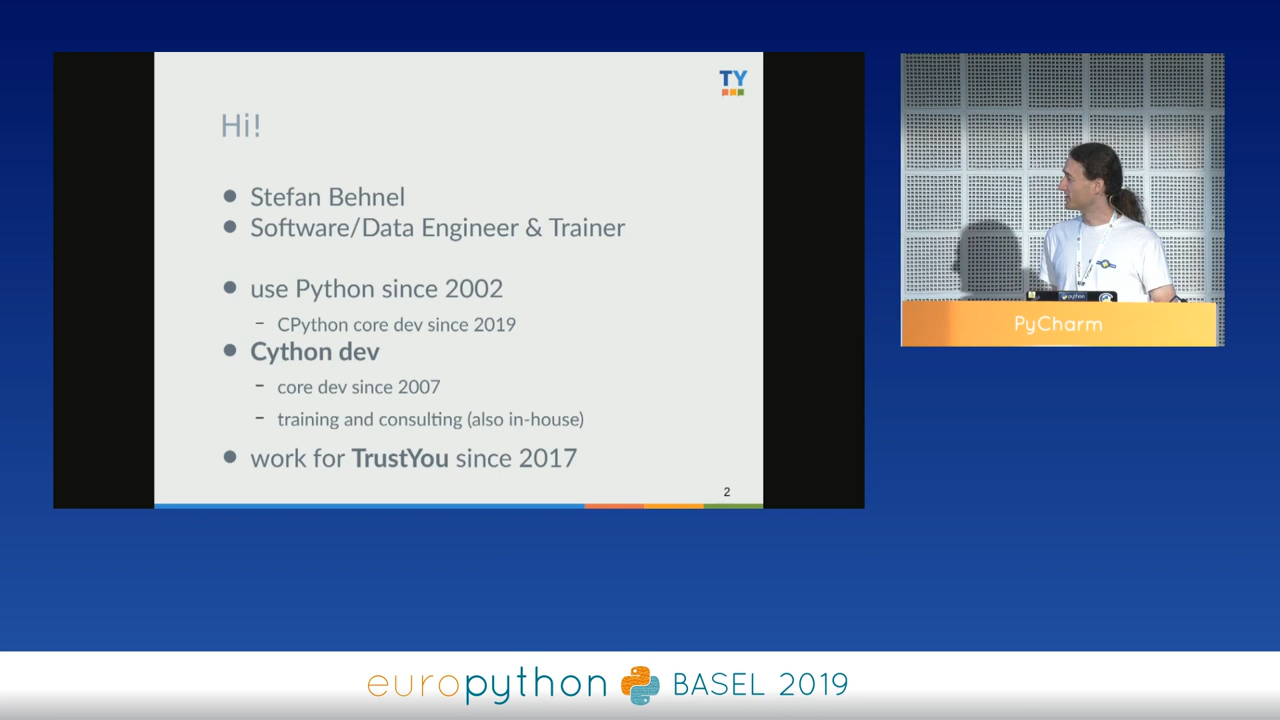 TY
Hi!
Stefan Behnel
Software/Data Engineer & Trainer
use Python since 2002
– CPython core dev since 2019
Cython dev
– core dev since 2007
– training and consulting (also in-house)
work for TrustYou since 2017
2
python
PyCharm
europython BASEL 2019